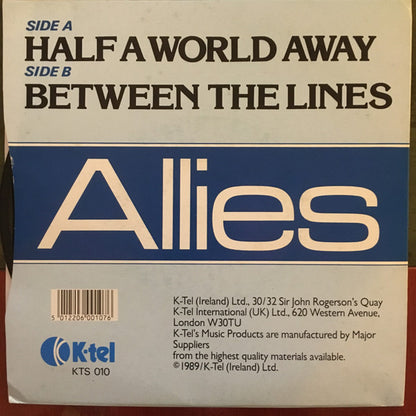 SIDE A
HALF A WORLD AWAY
SIDE B
BETWEEN THE LINES
Allies
5 012206 001076
K-tel
KTS 010
K-Tel (Ireland) Ltd., 30/32 Sir John Rogerson's Quay
K-Tel International (UK) Ltd., 620 Western Avenue,
London W30TU
K-Tel's Music Products are manufactured by Major
Suppliers
from the highest quality materials available.
©1989/K-Tel (Ireland) Ltd.